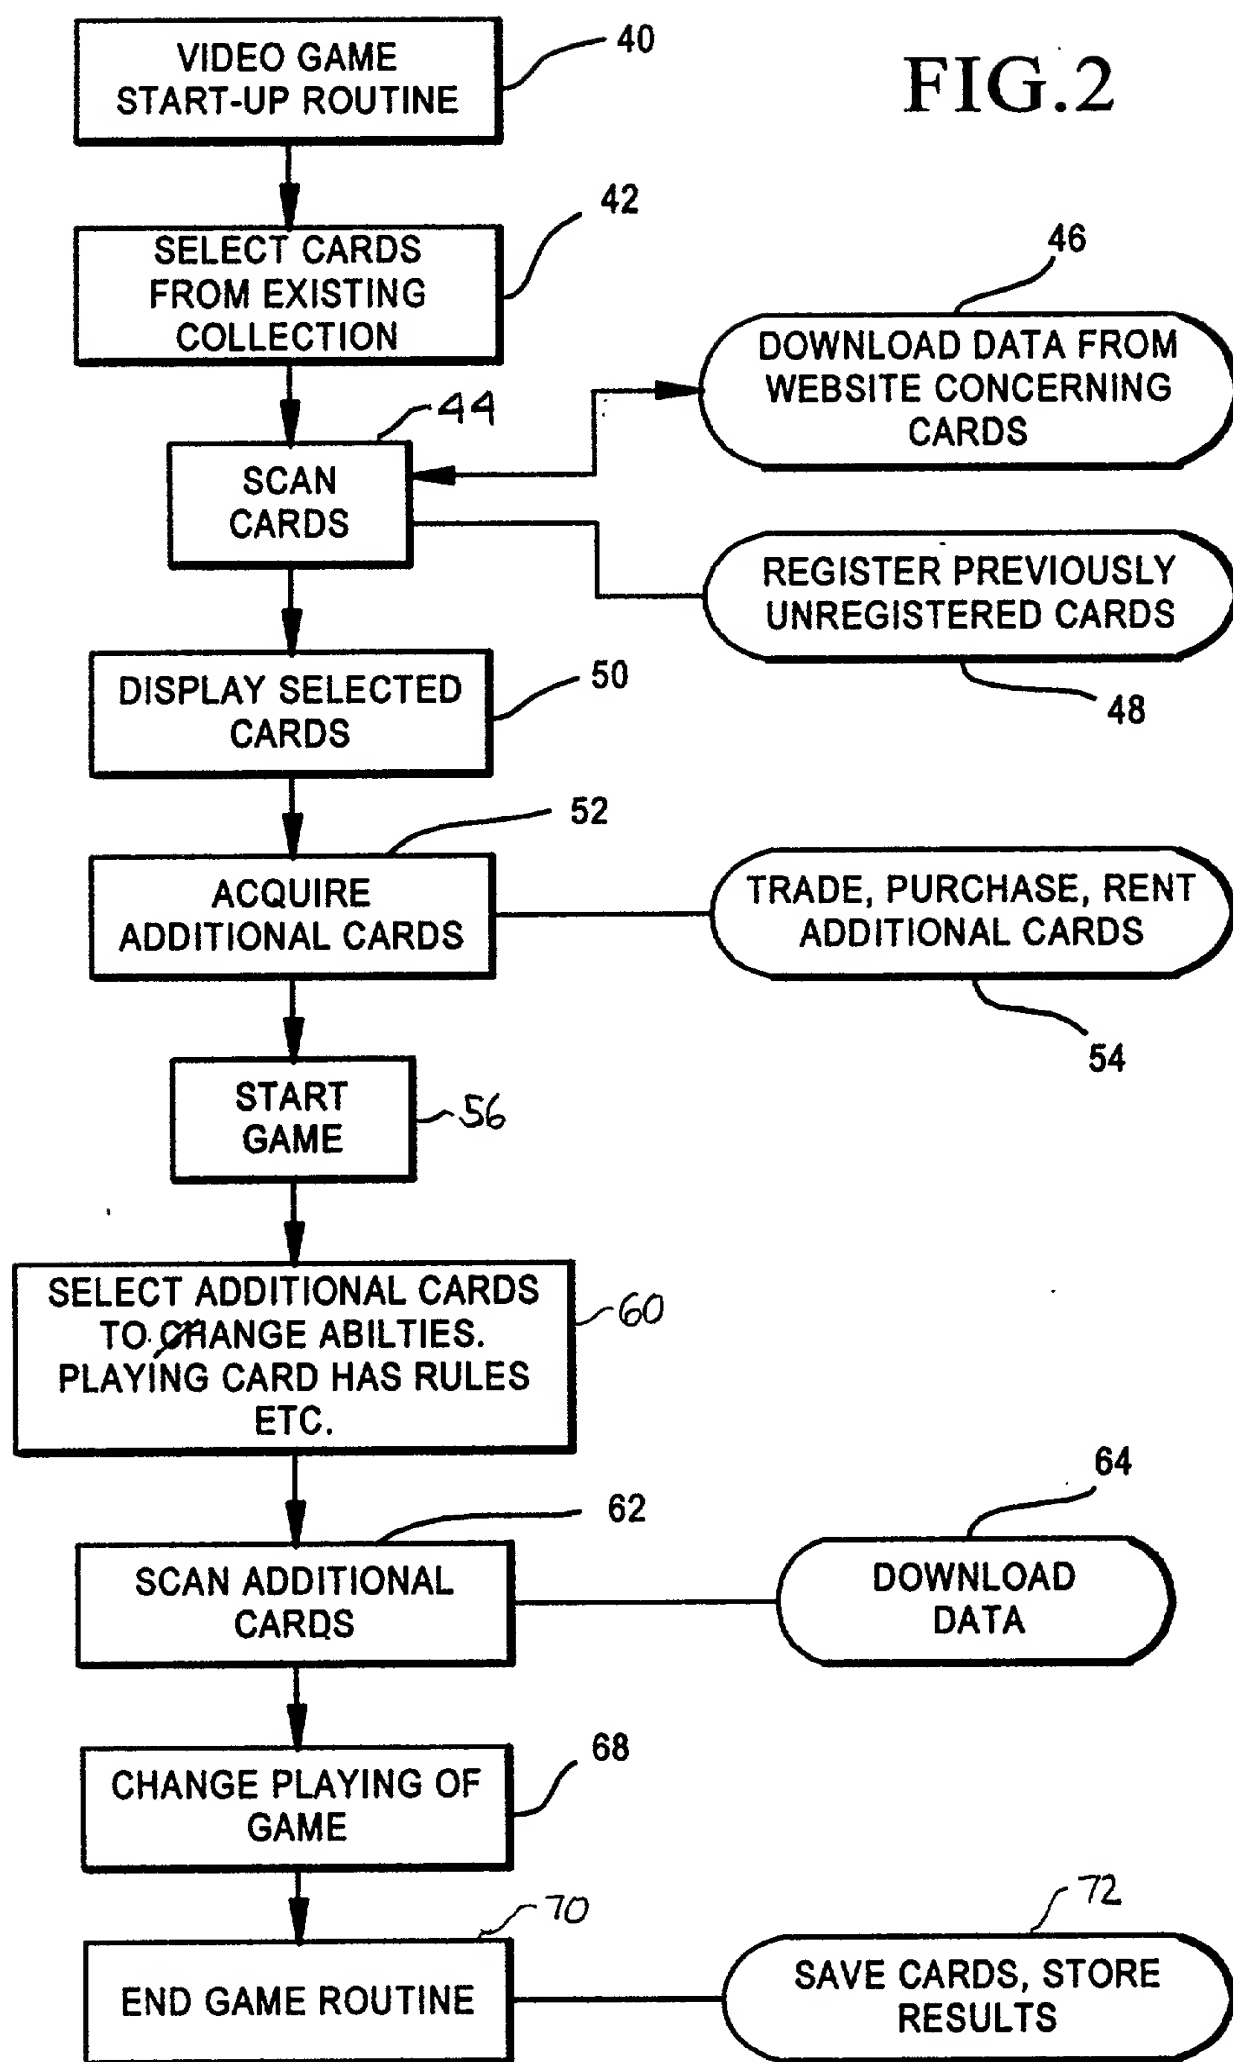 FIG.2
40
VIDEO GAME
START-UP ROUTINE
42
SELECT CARDS
FROM EXISTING
COLLECTION
46
DOWNLOAD DATA FROM
WEBSITE CONCERNING
CARDS
44
SCAN
CARDS
REGISTER PREVIOUSLY
UNREGISTERED CARDS
48
50
DISPLAY SELECTED
CARDS
52
ACQUIRE
ADDITIONAL CARDS
TRADE, PURCHASE, RENT
ADDITIONAL CARDS
54
START
GAME
56
SELECT ADDITIONAL CARDS
TO CHANGE ABILTIES.
PLAYING CARD HAS RULES
ETC.
60
62
SCAN ADDITIONAL
CARDS
64
DOWNLOAD
DATA
68
CHANGE PLAYING OF
GAME
70
END GAME ROUTINE
72
SAVE CARDS, STORE
RESULTS